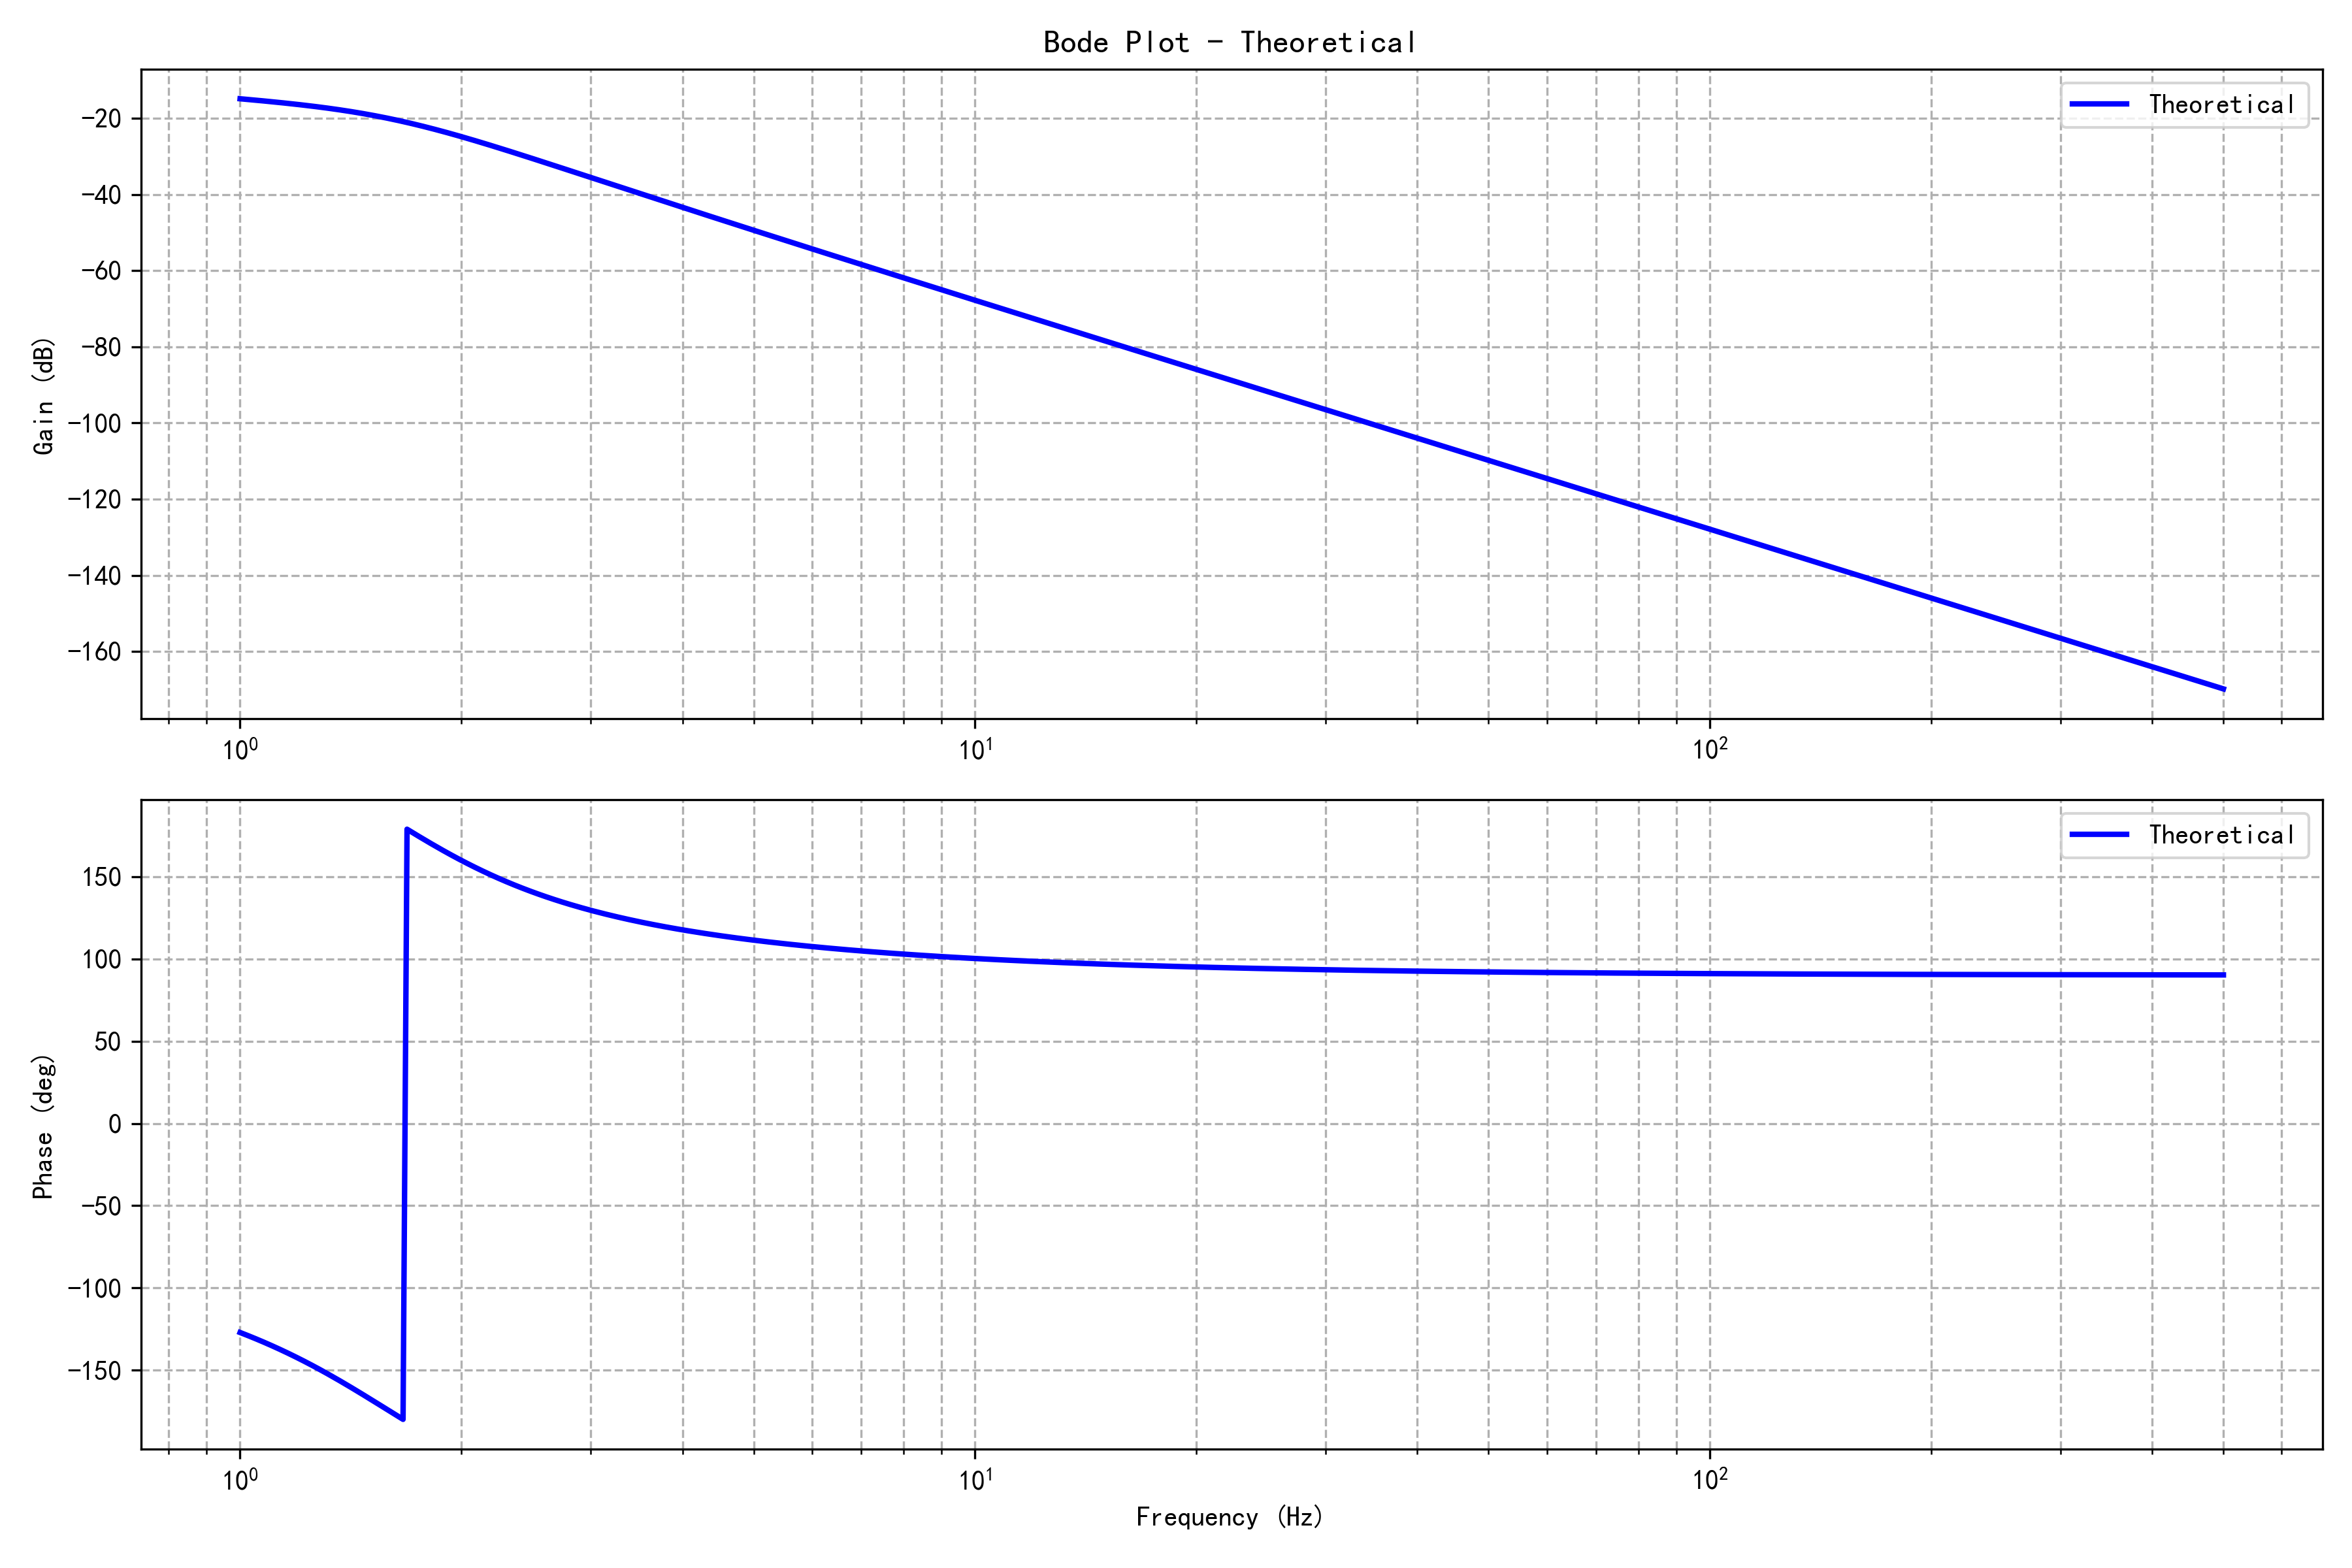 Bode Plot - Theoretical
Theoretical
Gain (dB)
-20
-40
-60
-80
-100
-120
-140
-160
10⁰ 10¹ 10²
Theoretical
Phase (deg)
150
100
50
0
-50
-100
-150
10⁰ 10¹ 10²
Frequency (Hz)